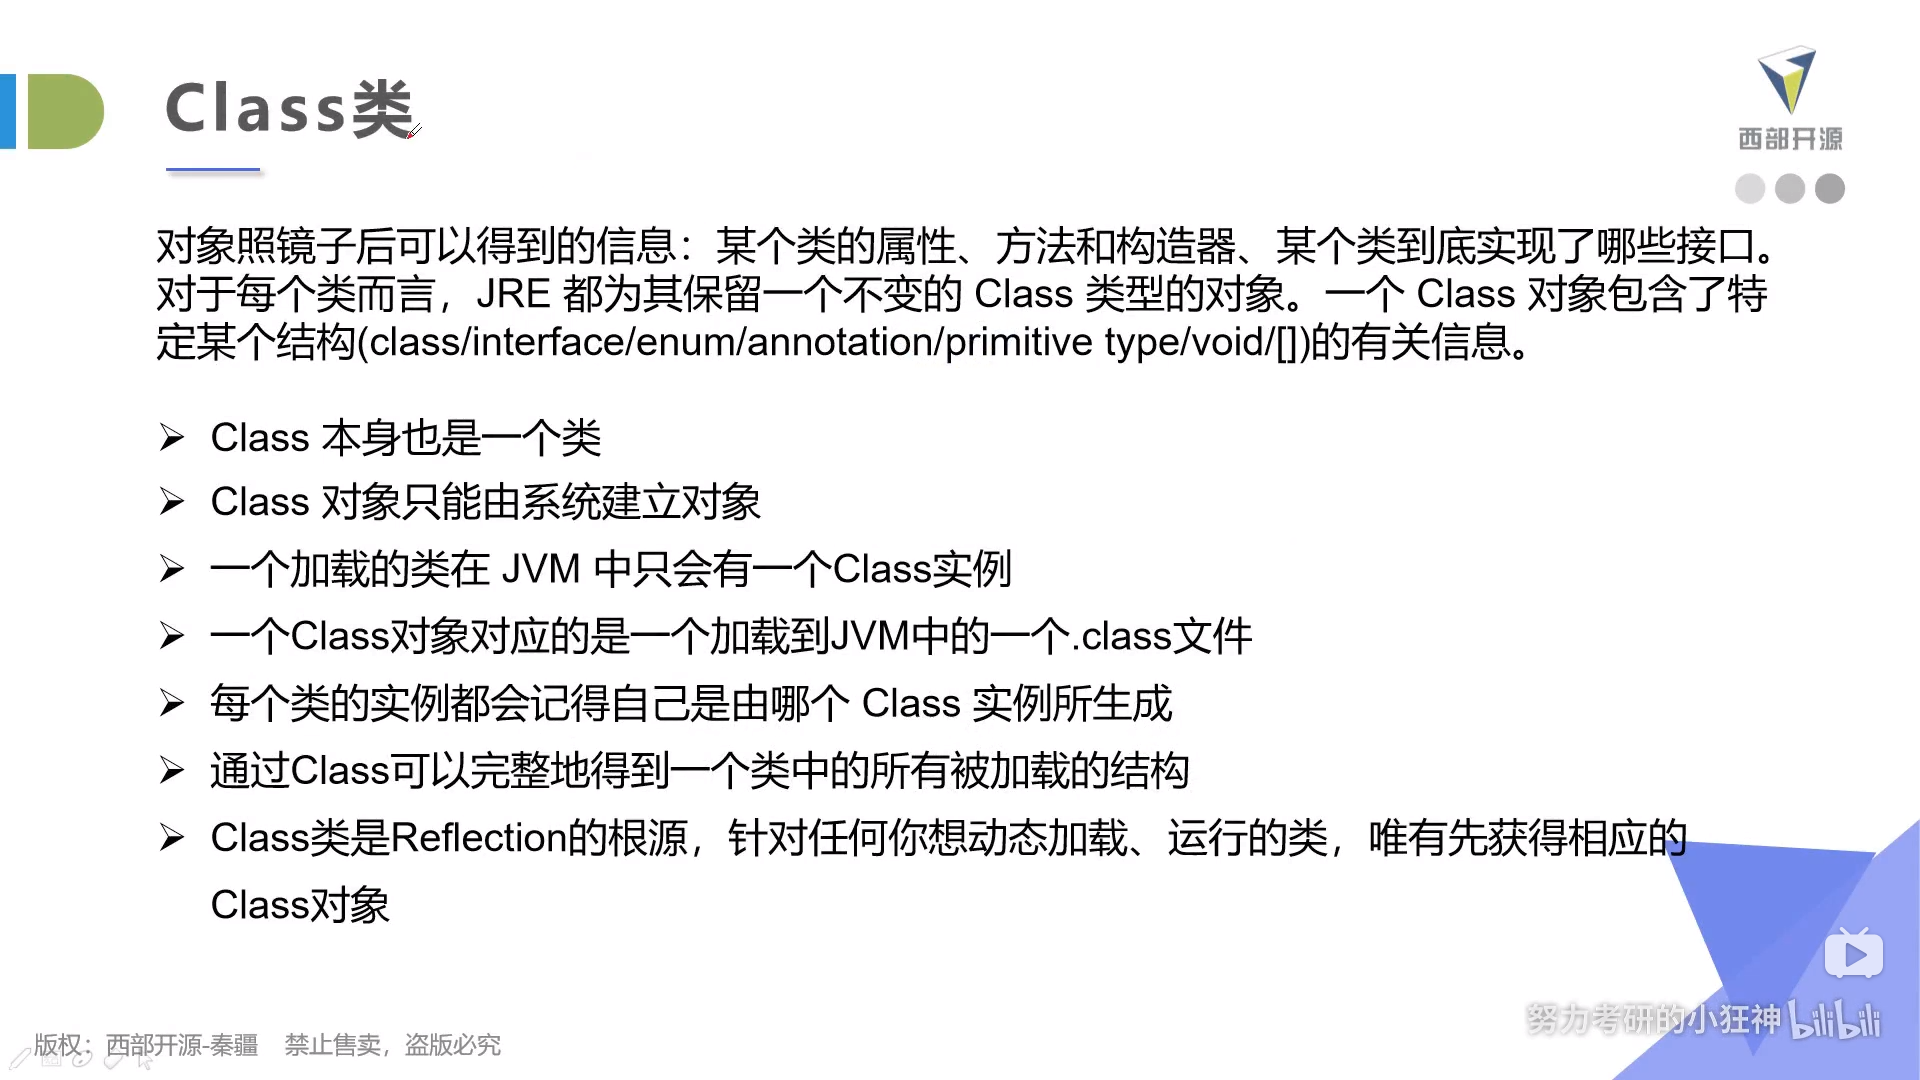 Class类
西部开源
对象照镜子后可以得到的信息：某个类的属性、方法和构造器、某个类到底实现了哪些接口。
对于每个类而言，JRE 都为其保留一个不变的 Class 类型的对象。一个 Class 对象包含了特
定某个结构(class/interface/enum/annotation/primitive type/void/[])的有关信息。
Class 本身也是一个类
Class 对象只能由系统建立对象
一个加载的类在 JVM 中只会有一个Class实例
一个Class对象对应的是一个加载到JVM中的一个.class文件
每个类的实例都会记得自己是由哪个 Class 实例所生成
通过Class可以完整地得到一个类中的所有被加载的结构
Class类是Reflection的根源，针对任何你想动态加载、运行的类，唯有先获得相应的
Class对象
努力考研的小狂神 bilibili
版权：西部开源-秦疆 禁止售卖，盗版必究